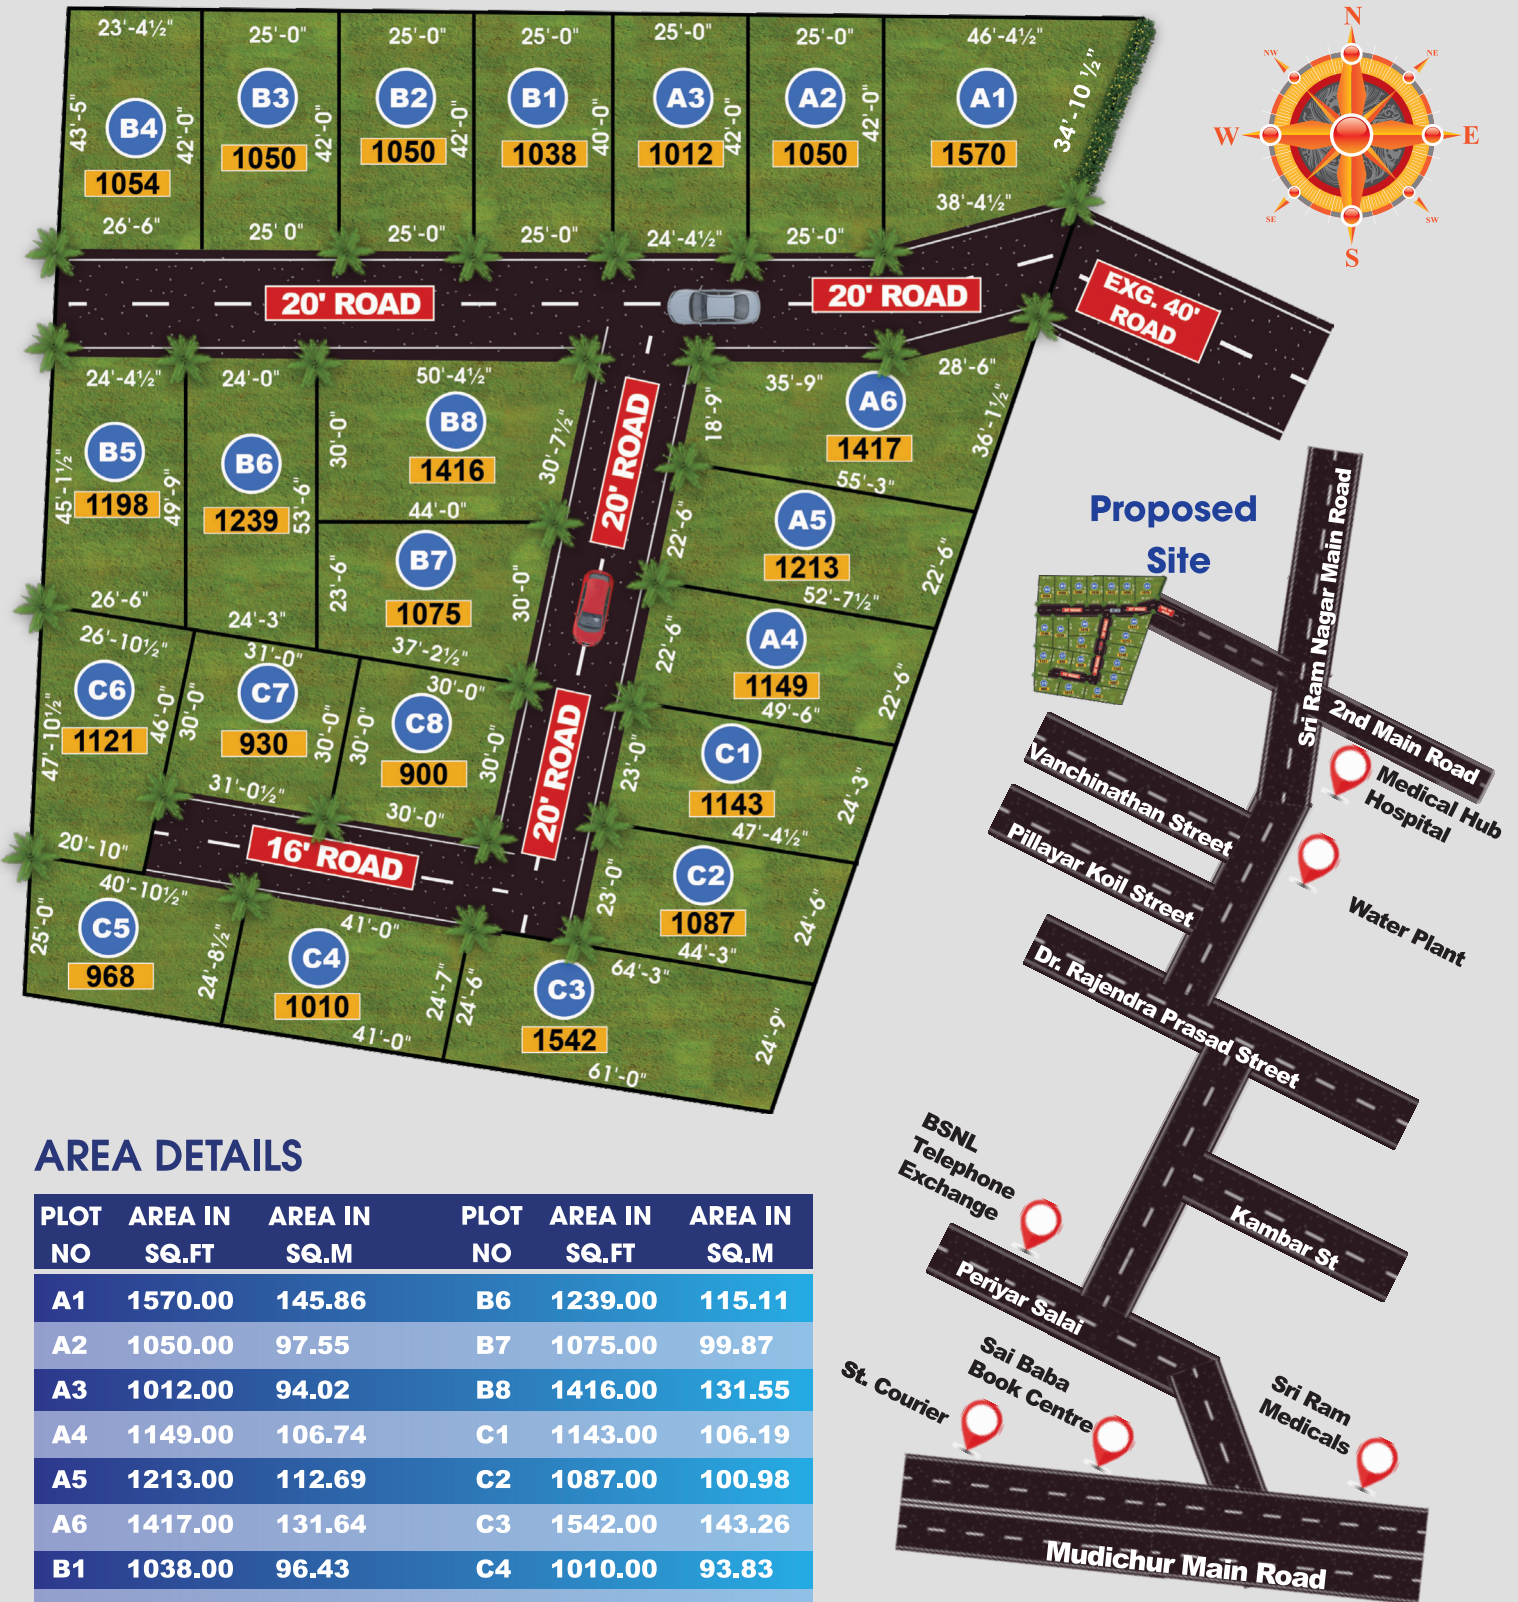 23'-4½"
25'-0"
25'-0"
25'-0"
25'-0"
25'-0"
46'-4½"
N
NW
NE
W
E
SE
SW
S
B4
B3
B2
B1
A3
A2
A1
43'-5"
42'-0"
42'-0"
42'-0"
40'-0"
42'-0"
42'-0"
34'-10 ½"
1054
1050
1050
1038
1012
1050
1570
26'-6"
25' 0"
25'-0"
25'-0"
24'-4½"
25'-0"
38'-4½"
20' ROAD
20' ROAD
EXG. 40'
ROAD
24'-4½"
24'-0"
50'-4½"
35'-9"
28'-6"
B5
B6
B8
A6
45'-1½"
49'-9"
53'-6"
30'-0"
30'-7½"
18'-9"
36'-1½"
1198
1239
1416
1417
44'-0"
55'-3"
20' ROAD
B7
A5
23'-6"
30'-0"
22'-6"
22'-6"
1075
1213
26'-6"
24'-3"
37'-2½"
52'-7½"
26'-10½"
31'-0"
30'-0"
A4
22'-6"
22'-6"
1149
49'-6"
C6
C7
C8
47'-10½"
46'-0"
30'-0"
30'-0"
30'-0"
30'-0"
1121
930
900
31'-0½"
30'-0"
20' ROAD
C1
23'-0"
24'-3"
1143
47'-4½"
20'-10"
16' ROAD
C2
23'-0"
24'-6"
1087
44'-3"
40'-10½"
41'-0"
64'-3"
C5
C4
C3
25'-0"
24'-8½"
24'-7"
24'-6"
24'-9"
968
1010
1542
41'-0"
61'-0"
Proposed
Site
Sri Ram Nagar Main Road
2nd Main Road
Vanchinathan Street
Medical Hub
Hospital
Pillayar Koil Street
Water Plant
Dr. Rajendra Prasad Street
BSNL
Telephone
Exchange
Kambar St
Periyar Salai
Sai Baba
Book Centre
St. Courier
Sri Ram
Medicals
Mudichur Main Road
AREA DETAILS
PLOT AREA IN AREA IN PLOT AREA IN AREA IN
NO SQ.FT SQ.M NO SQ.FT SQ.M
A1 1570.00 145.86 B6 1239.00 115.11
A2 1050.00 97.55 B7 1075.00 99.87
A3 1012.00 94.02 B8 1416.00 131.55
A4 1149.00 106.74 C1 1143.00 106.19
A5 1213.00 112.69 C2 1087.00 100.98
A6 1417.00 131.64 C3 1542.00 143.26
B1 1038.00 96.43 C4 1010.00 93.83